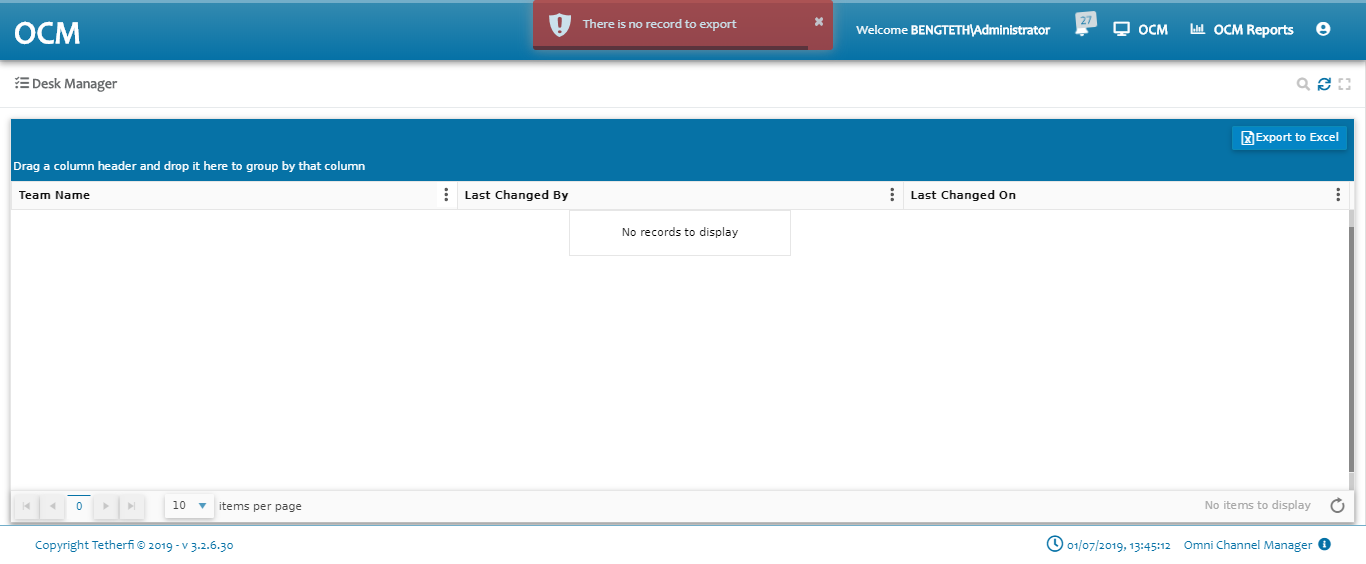 OCM
There is no record to export
Welcome BENGTETH\Administrator
27
OCM
OCM Reports
Desk Manager
Export to Excel
Drag a column header and drop it here to group by that column
Team Name
Last Changed By
Last Changed On
No records to display
0
10
items per page
No items to display
Copyright Tetherfi © 2019 - v 3.2.6.30
01/07/2019, 13:45:12
Omni Channel Manager